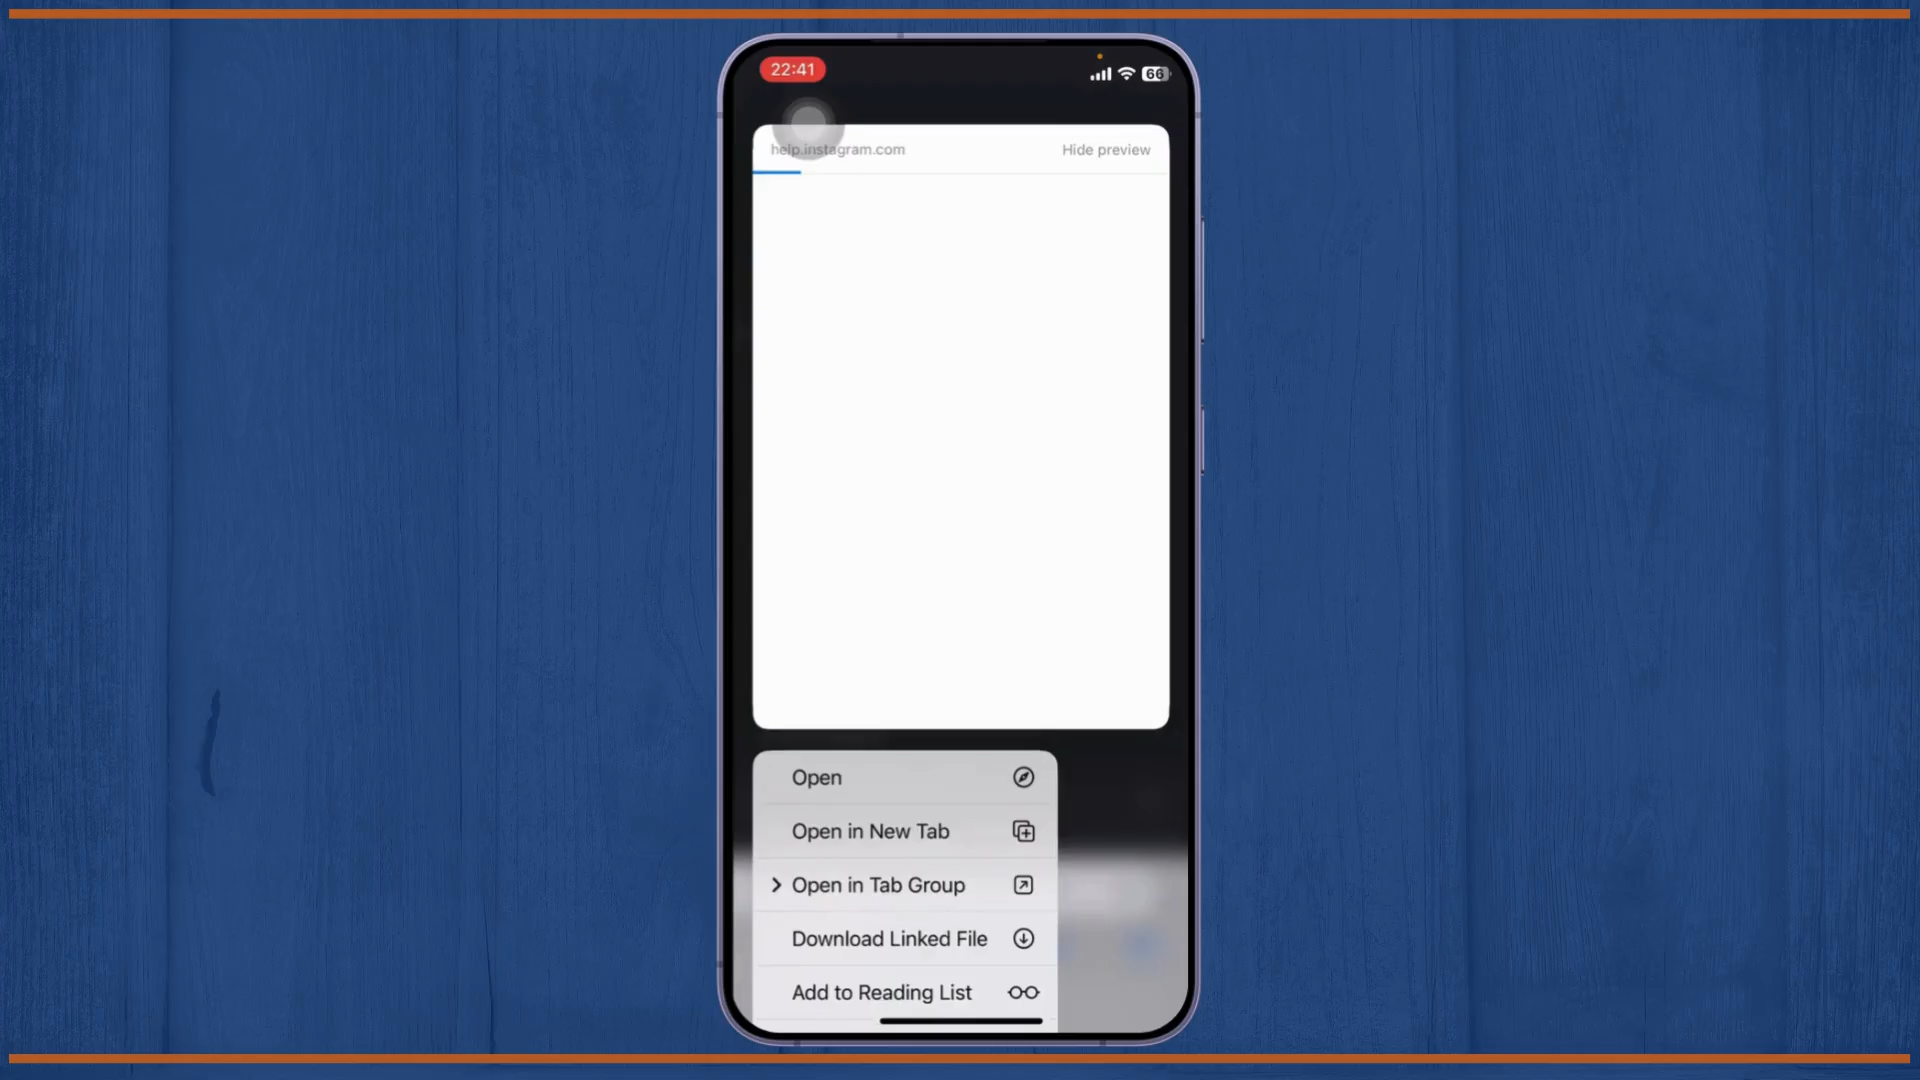 22:41
66
help.instagram.com Hide preview
Open
Open in New Tab
Open in Tab Group
Download Linked File
Add to Reading List